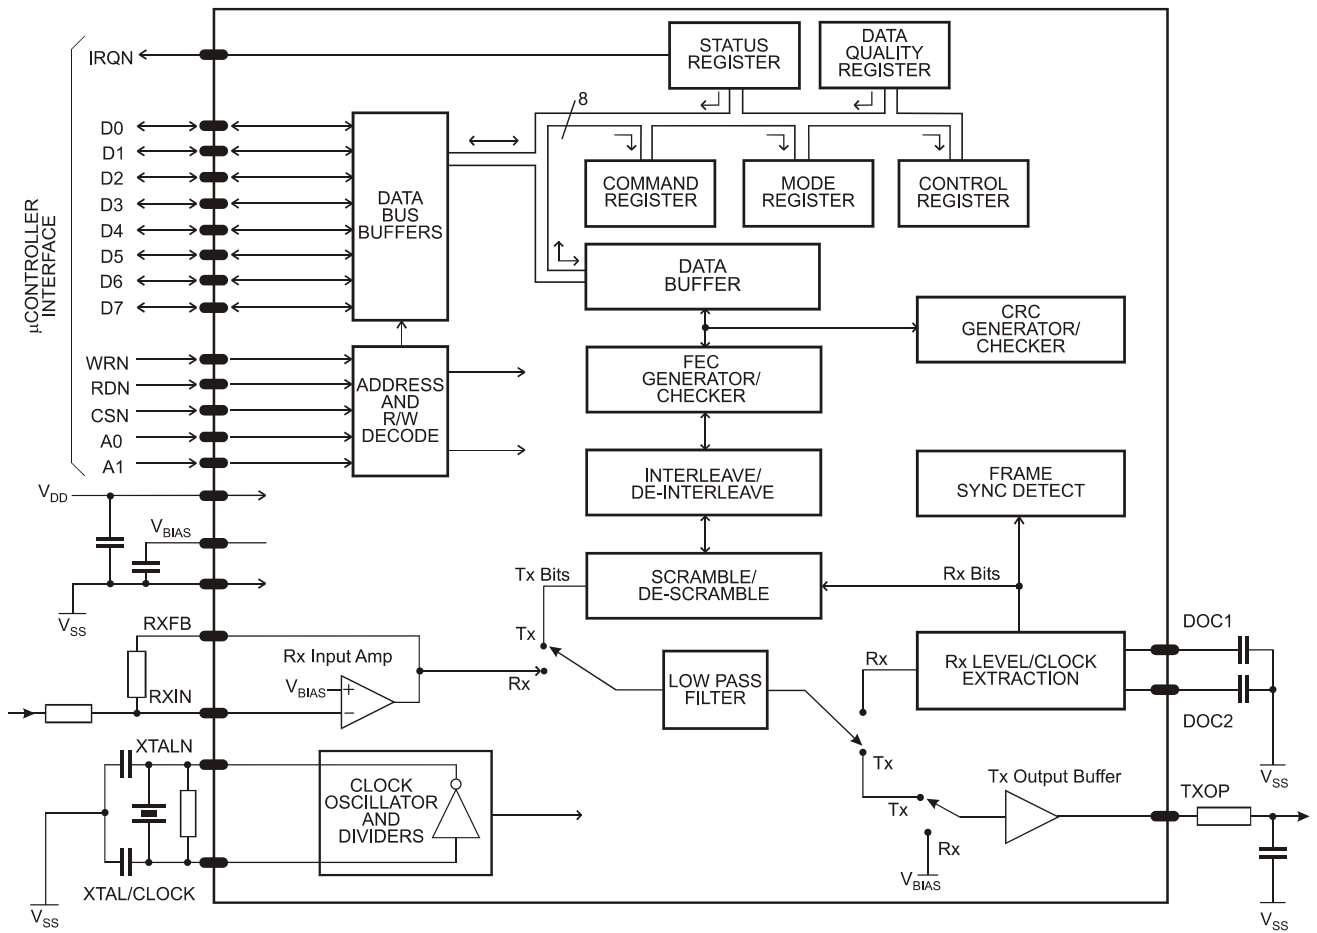 IRQN
STATUS
REGISTER
DATA
QUALITY
REGISTER
8
D0
D1
D2
D3
D4
D5
D6
D7
DATA
BUS
BUFFERS
COMMAND
REGISTER
MODE
REGISTER
CONTROL
REGISTER
µCONTROLLER
INTERFACE
DATA
BUFFER
CRC
GENERATOR/
CHECKER
WRN
RDN
CSN
A0
A1
ADDRESS
AND
R/W
DECODE
FEC
GENERATOR/
CHECKER
INTERLEAVE/
DE-INTERLEAVE
FRAME
SYNC DETECT
VDD
VBIAS
VSS
Tx Bits
SCRAMBLE/
DE-SCRAMBLE
Rx Bits
RXFB
Rx Input Amp
VBIAS
+
−
RXIN
Tx
Rx
LOW PASS
FILTER
Rx
Tx
Rx LEVEL/CLOCK
EXTRACTION
DOC1
DOC2
VSS
XTALN
CLOCK
OSCILLATOR
AND
DIVIDERS
XTAL/CLOCK
VSS
Tx
Rx
VBIAS
Tx Output Buffer
TXOP
VSS